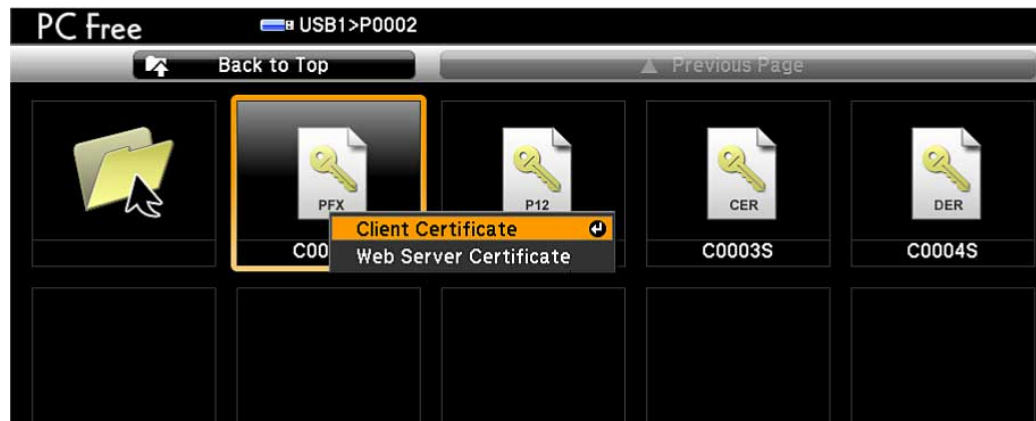 PC Free
USB1>P0002
Back to Top
Previous Page
PFX
P12
CER
DER
Client Certificate
Web Server Certificate
C00
C0003S
C0004S